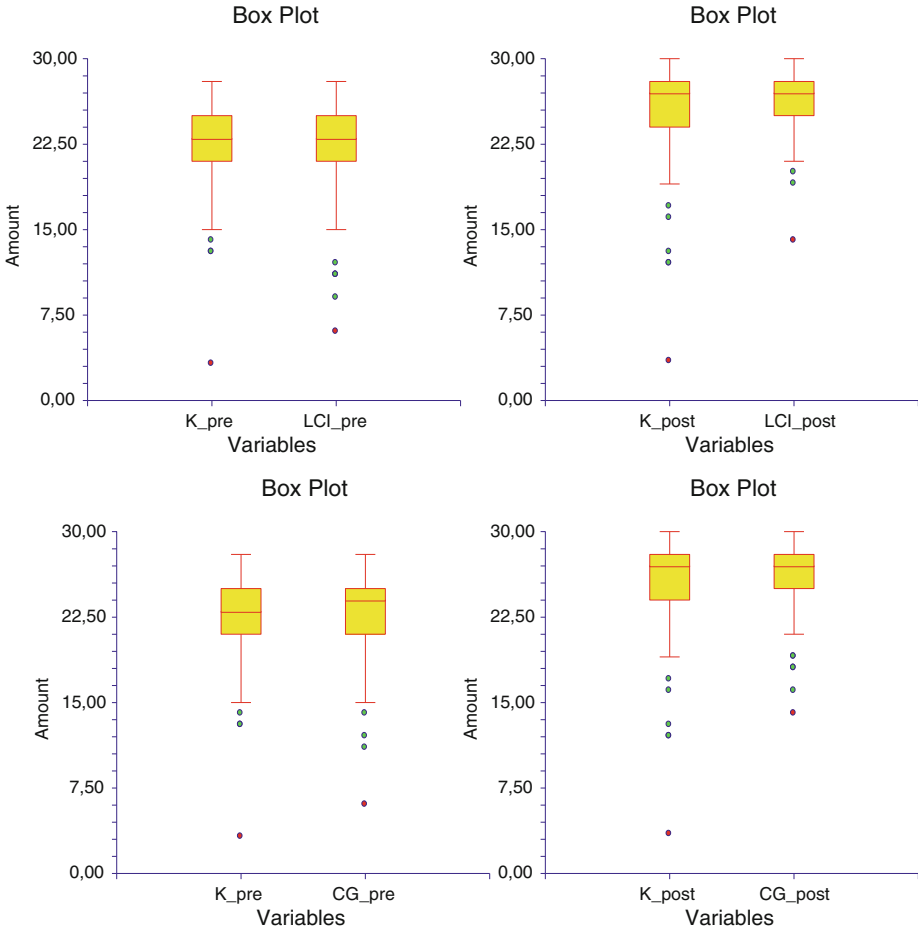 Box Plot
30,00
22,50
Amount
15,00
7,50
0,00
K_pre LCI_pre
Variables
Box Plot
30,00
22,50
Amount
15,00
7,50
0,00
K_post LCI_post
Variables
Box Plot
30,00
22,50
Amount
15,00
7,50
0,00
K_pre CG_pre
Variables
Box Plot
30,00
22,50
Amount
15,00
7,50
0,00
K_post CG_post
Variables